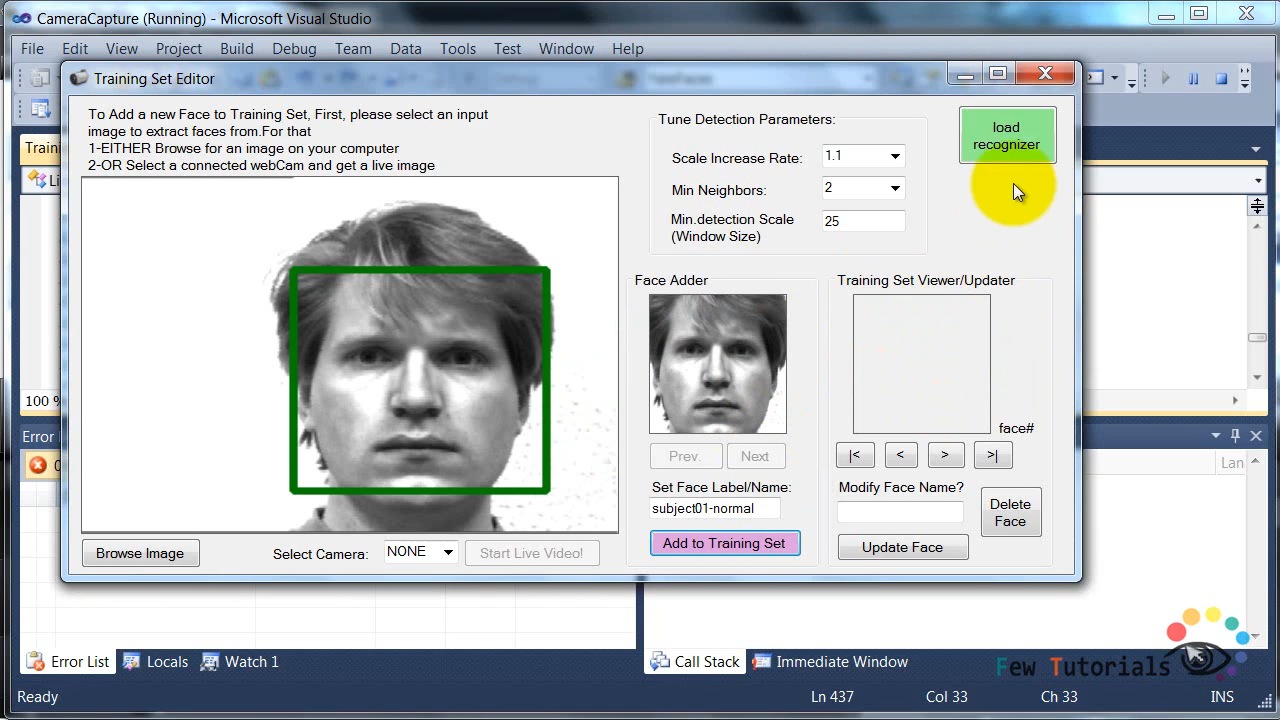 CameraCapture (Running) - Microsoft Visual Studio
File Edit View Project Build Debug Team Data Tools Test Window Help
Training Set Editor
To Add a new Face to Training Set, First, please select an input
image to extract faces from.For that
1-EITHER Browse for an image on your computer
2-OR Select a connected webCam and get a live image
Tune Detection Parameters:
Scale Increase Rate: 1.1
Min Neighbors: 2
Min.detection Scale 25
(Window Size)
load
recognizer
Face Adder
Prev. Next
Set Face Label/Name:
subject01-normal
Add to Training Set
Training Set Viewer/Updater
face#
|< < > >|
Modify Face Name?
Delete
Face
Update Face
Browse Image
Select Camera: NONE
Start Live Video!
100 %
Error List Locals Watch 1
Call Stack Immediate Window
Few Tutorials
Ready Ln 437 Col 33 Ch 33 INS